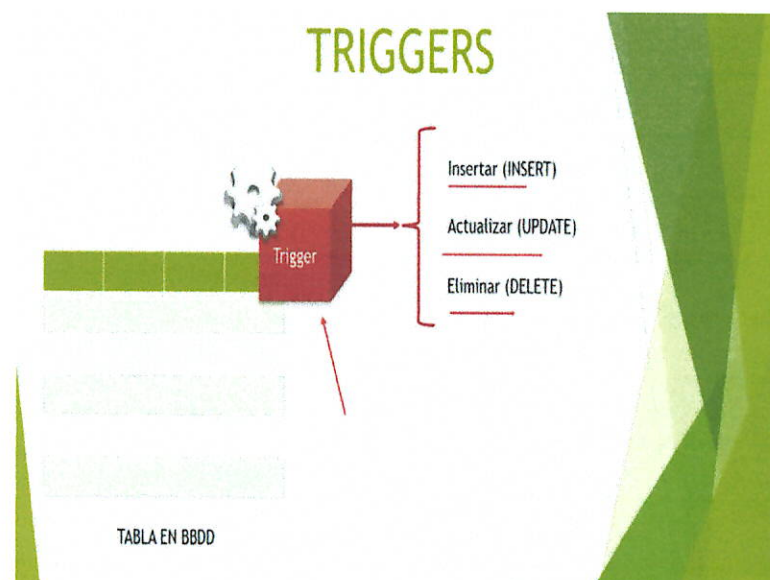 TRIGGERS
Insertar (INSERT)
Actualizar (UPDATE)
Trigger
Eliminar (DELETE)
TABLA EN BBDD